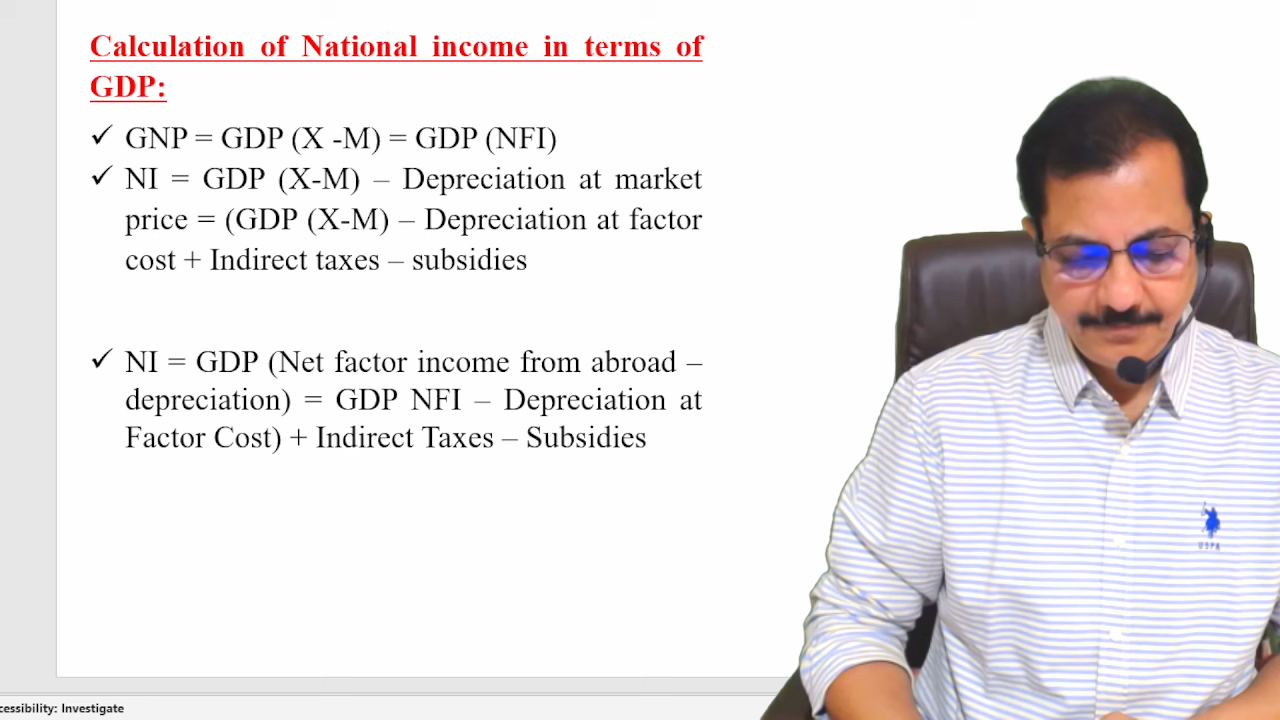 Calculation of National income in terms of
GDP:
✓ GNP = GDP (X -M) = GDP (NFI)
✓ NI = GDP (X-M) – Depreciation at market
price = (GDP (X-M) – Depreciation at factor
cost + Indirect taxes – subsidies
✓ NI = GDP (Net factor income from abroad –
depreciation) = GDP NFI – Depreciation at
Factor Cost) + Indirect Taxes – Subsidies
USPA
cessibility: Investigate